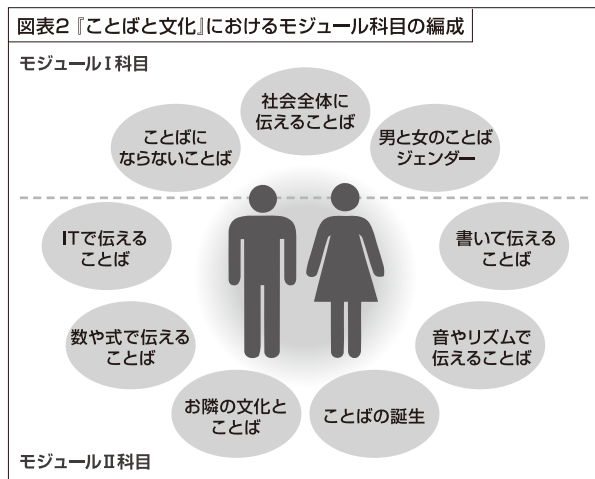 図表2『ことばと文化』におけるモジュール科目の編成
モジュールⅠ科目
社会全体に
伝えることば
ことばに
ならないことば
男と女のことば
ジェンダー
ITで伝える
ことば
書いて伝える
ことば
数や式で伝える
ことば
音やリズムで
伝えることば
お隣の文化と
ことば
ことばの誕生
モジュールⅡ科目